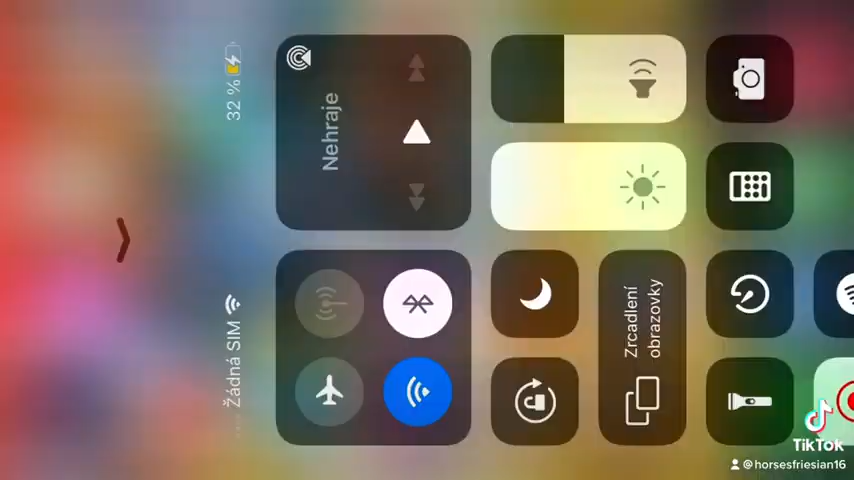 Žádná SIM
32 %
Nehraje
Zrcadlení
obrazovky
TikTok
@horsesfriesian16